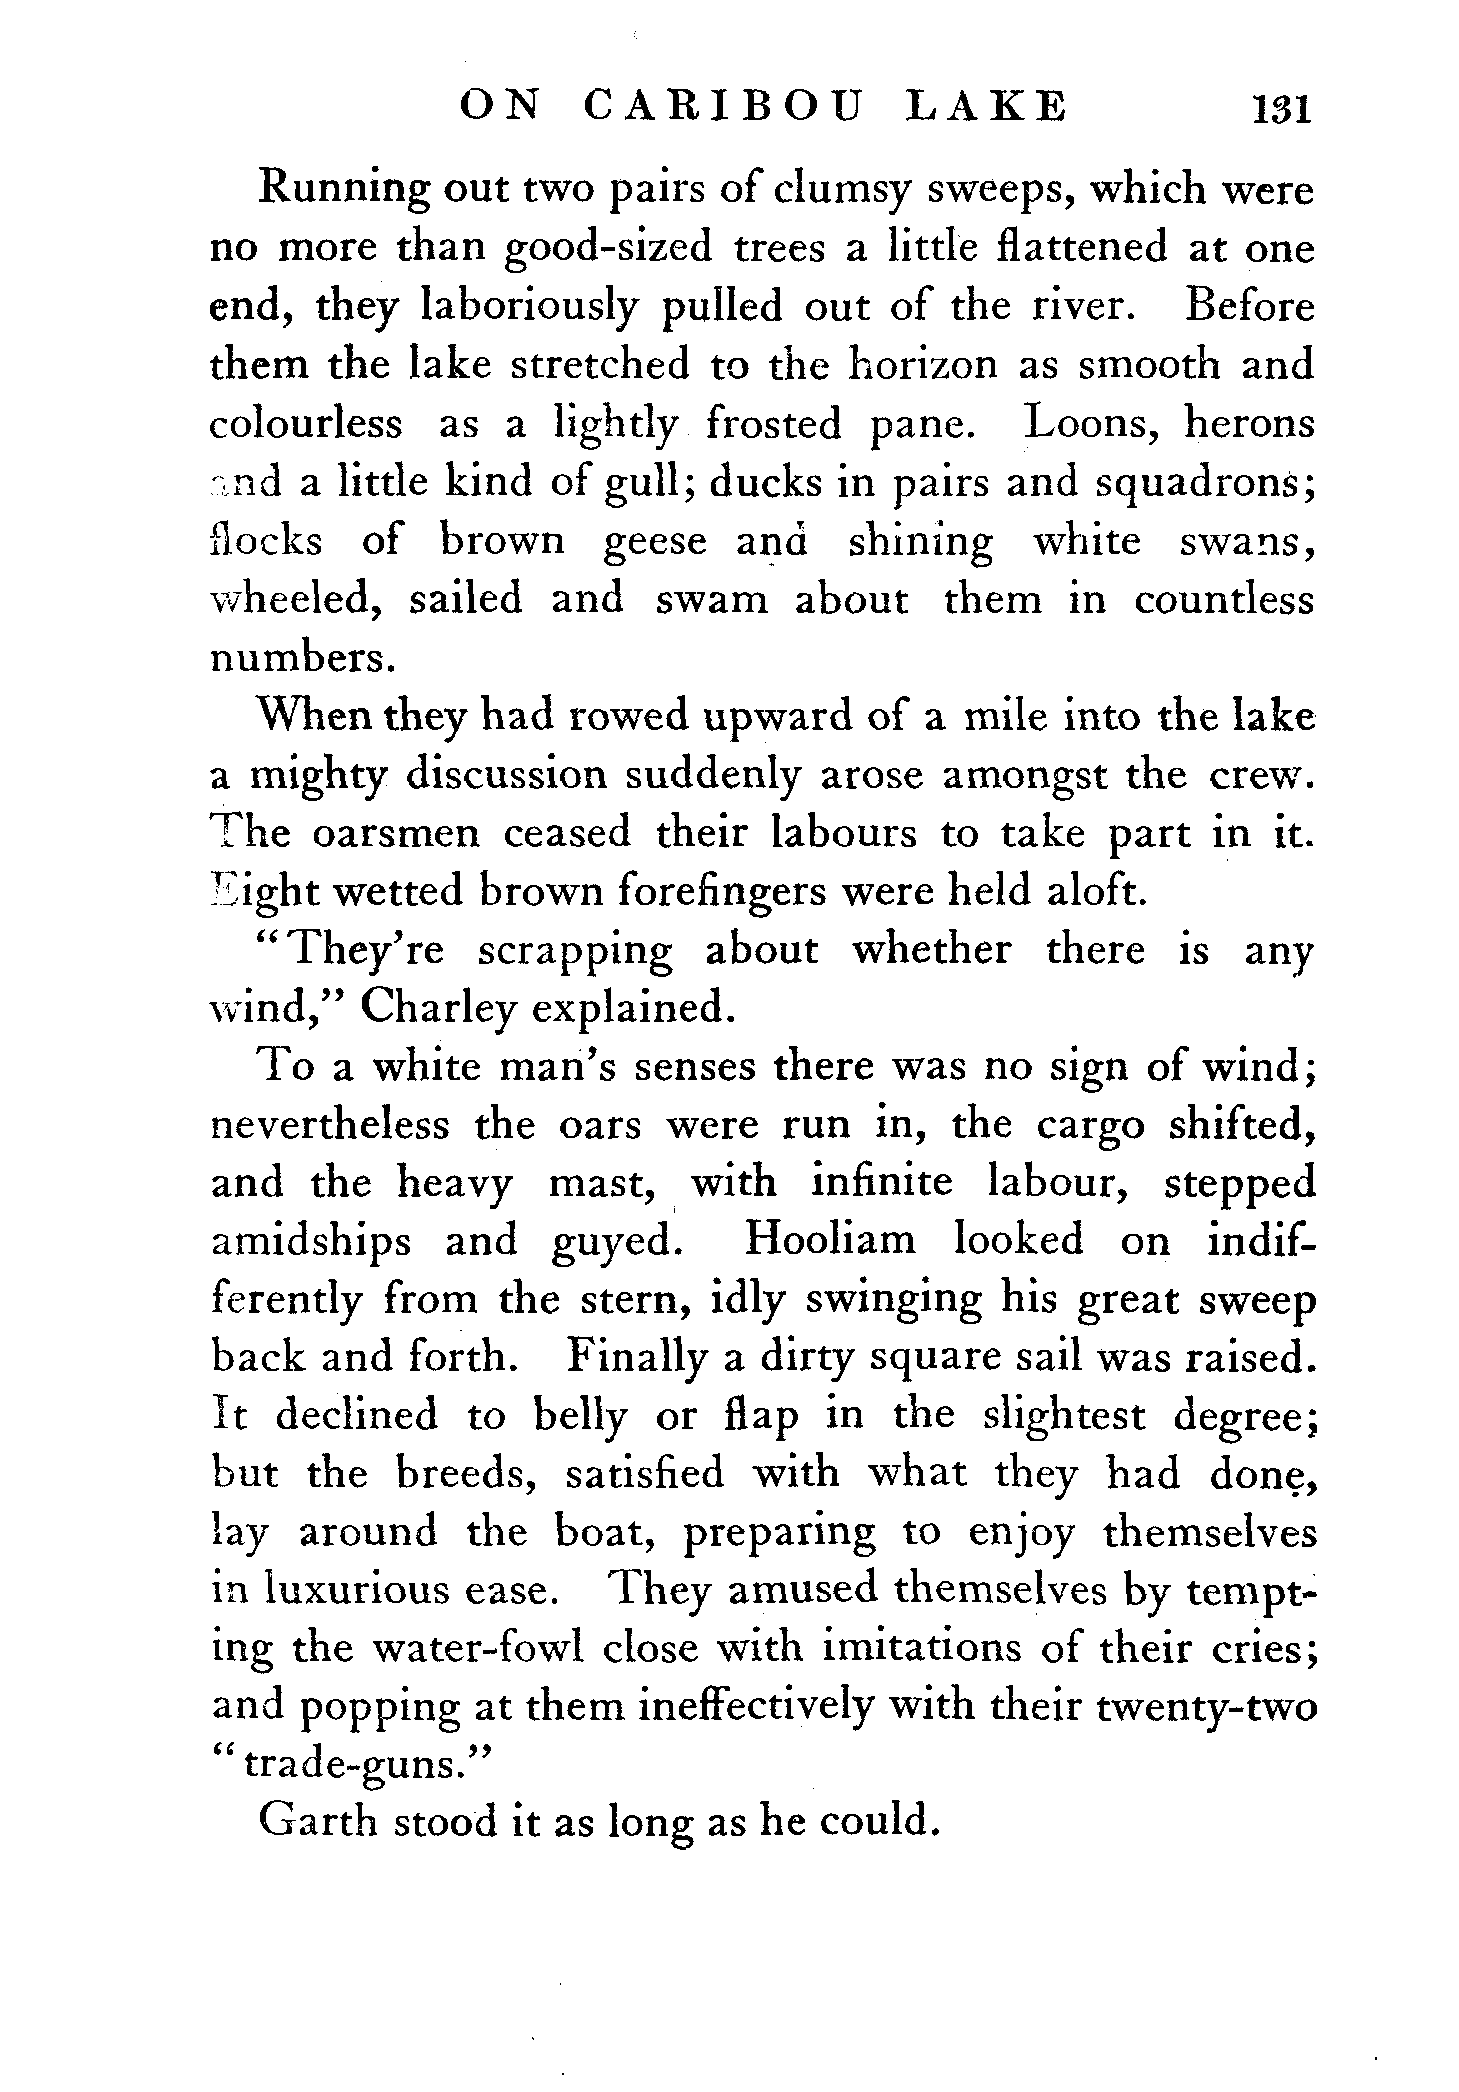 ON CARIBOU LAKE 131
Running out two pairs of clumsy sweeps, which were
no more than good-sized trees a little flattened at one
end, they laboriously pulled out of the river. Before
them the lake stretched to the horizon as smooth and
colourless as a lightly frosted pane. Loons, herons
and a little kind of gull; ducks in pairs and squadrons;
flocks of brown geese and shining white swans,
wheeled, sailed and swam about them in countless
numbers.
When they had rowed upward of a mile into the lake
a mighty discussion suddenly arose amongst the crew.
The oarsmen ceased their labours to take part in it.
Eight wetted brown forefingers were held aloft.
"They're scrapping about whether there is any
wind," Charley explained.
To a white man's senses there was no sign of wind;
nevertheless the oars were run in, the cargo shifted,
and the heavy mast, with infinite labour, stepped
amidships and guyed. Hooliam looked on indif-
ferently from the stern, idly swinging his great sweep
back and forth. Finally a dirty square sail was raised.
It declined to belly or flap in the slightest degree;
but the breeds, satisfied with what they had done,
lay around the boat, preparing to enjoy themselves
in luxurious ease. They amused themselves by tempt-
ing the water-fowl close with imitations of their cries;
and popping at them ineffectively with their twenty-two
"trade-guns."
Garth stood it as long as he could.